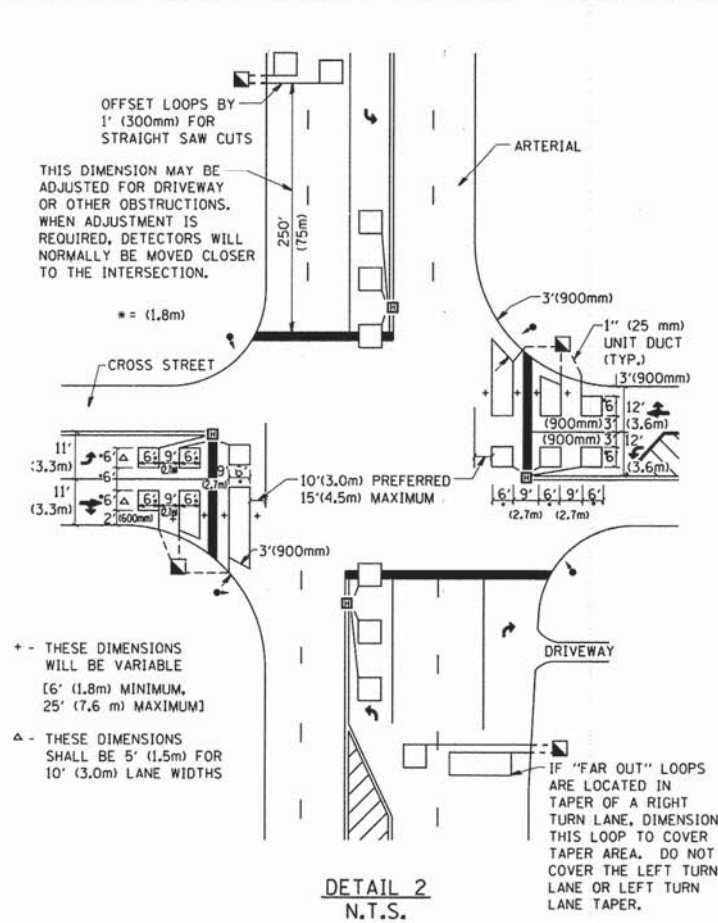 OFFSET LOOPS BY
1' (300mm) FOR
STRAIGHT SAW CUTS
THIS DIMENSION MAY BE
ADJUSTED FOR DRIVEWAY
OR OTHER OBSTRUCTIONS.
WHEN ADJUSTMENT IS
REQUIRED, DETECTORS WILL
NORMALLY BE MOVED CLOSER
TO THE INTERSECTION.
* = (1.8m)
250'
(75m)
ARTERIAL
3'(900mm)
1" (25 mm)
UNIT DUCT
(TYP.)
3'(900mm)
CROSS STREET
H
6'
12'
(3.6m)
(900mm) 3'
(900mm) 3'
12'
(3.6m)
6'
H
6' 9' 6' 9' 6'
(2.7m) (2.7m)
H
11'
(3.3m)
*6'
6' 9' 6' 9'
(2.7m)
11'
(3.3m)
*6'
6' 9' 6'
2' (600mm)
10'(3.0m) PREFERRED
15'(4.5m) MAXIMUM
3'(900mm)
H
+ - THESE DIMENSIONS
WILL BE VARIABLE
[6' (1.8m) MINIMUM,
25' (7.6 m) MAXIMUM]
Δ - THESE DIMENSIONS
SHALL BE 5' (1.5m) FOR
10' (3.0m) LANE WIDTHS
DRIVEWAY
IF "FAR OUT" LOOPS
ARE LOCATED IN
TAPER OF A RIGHT
TURN LANE, DIMENSION
THIS LOOP TO COVER
TAPER AREA. DO NOT
COVER THE LEFT TURN
LANE OR LEFT TURN
LANE TAPER.
DETAIL 2
N.T.S.